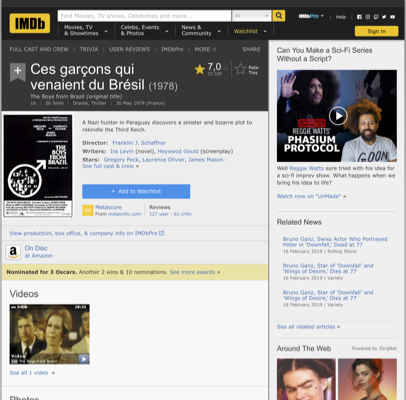 IMDb
Find Movies, TV shows, Celebrities and more...
All
IMDbPro
Help
Movies, TV & Showtimes
Celebs, Events & Photos
News & Community
Watchlist
Sign in
FULL CAST AND CREW | TRIVIA | USER REVIEWS | IMDbPro | MORE
SHARE
Ces garçons qui
venaient du Brésil (1978)
The Boys from Brazil (original title)
16 | 2h 5min | Drama, Thriller | 30 May 1979 (France)
7,0
Rate
This
THE
BOYS
FROM
BRAZIL
A Nazi hunter in Paraguay discovers a sinister and bizarre plot to
rekindle the Third Reich.
Director: Franklin J. Schaffner
Writers: Ira Levin (novel), Heywood Gould (screenplay)
Stars: Gregory Peck, Laurence Olivier, James Mason |
See full cast & crew »
+ Add to Watchlist
Metascore
From metacritic.com
Reviews
127 user | 61 critic
View production, box office, & company info on IMDbPro
On Disc
at Amazon
Nominated for 3 Oscars. Another 2 wins & 10 nominations. See more awards »
Videos
on IMDb
Video
The Boys from Brazil
See all 1 video »
Photos
Can You Make a Sci-Fi Series
Without a Script?
REGGIE WATTS'
PHASIUM
PROTOCOL
Well Reggie Watts sure tried with his idea for
a sci-fi improv show. What happens when we
bring his idea to life?
Watch now on "UnMade" »
Related News
Bruno Ganz, Swiss Actor Who Portrayed
Hitler in 'Downfall,' Dead at 77
16 February 2019 | Rolling Stone
Bruno Ganz, Star of 'Downfall' and
'Wings of Desire,' Dies at 77
16 February 2019 | Variety
Bruno Ganz, Star of 'Downfall' and
'Wings of Desire,' Dies at 77
16 February 2019 | Variety
See all related articles »
Around The Web
Powered by ZergNet